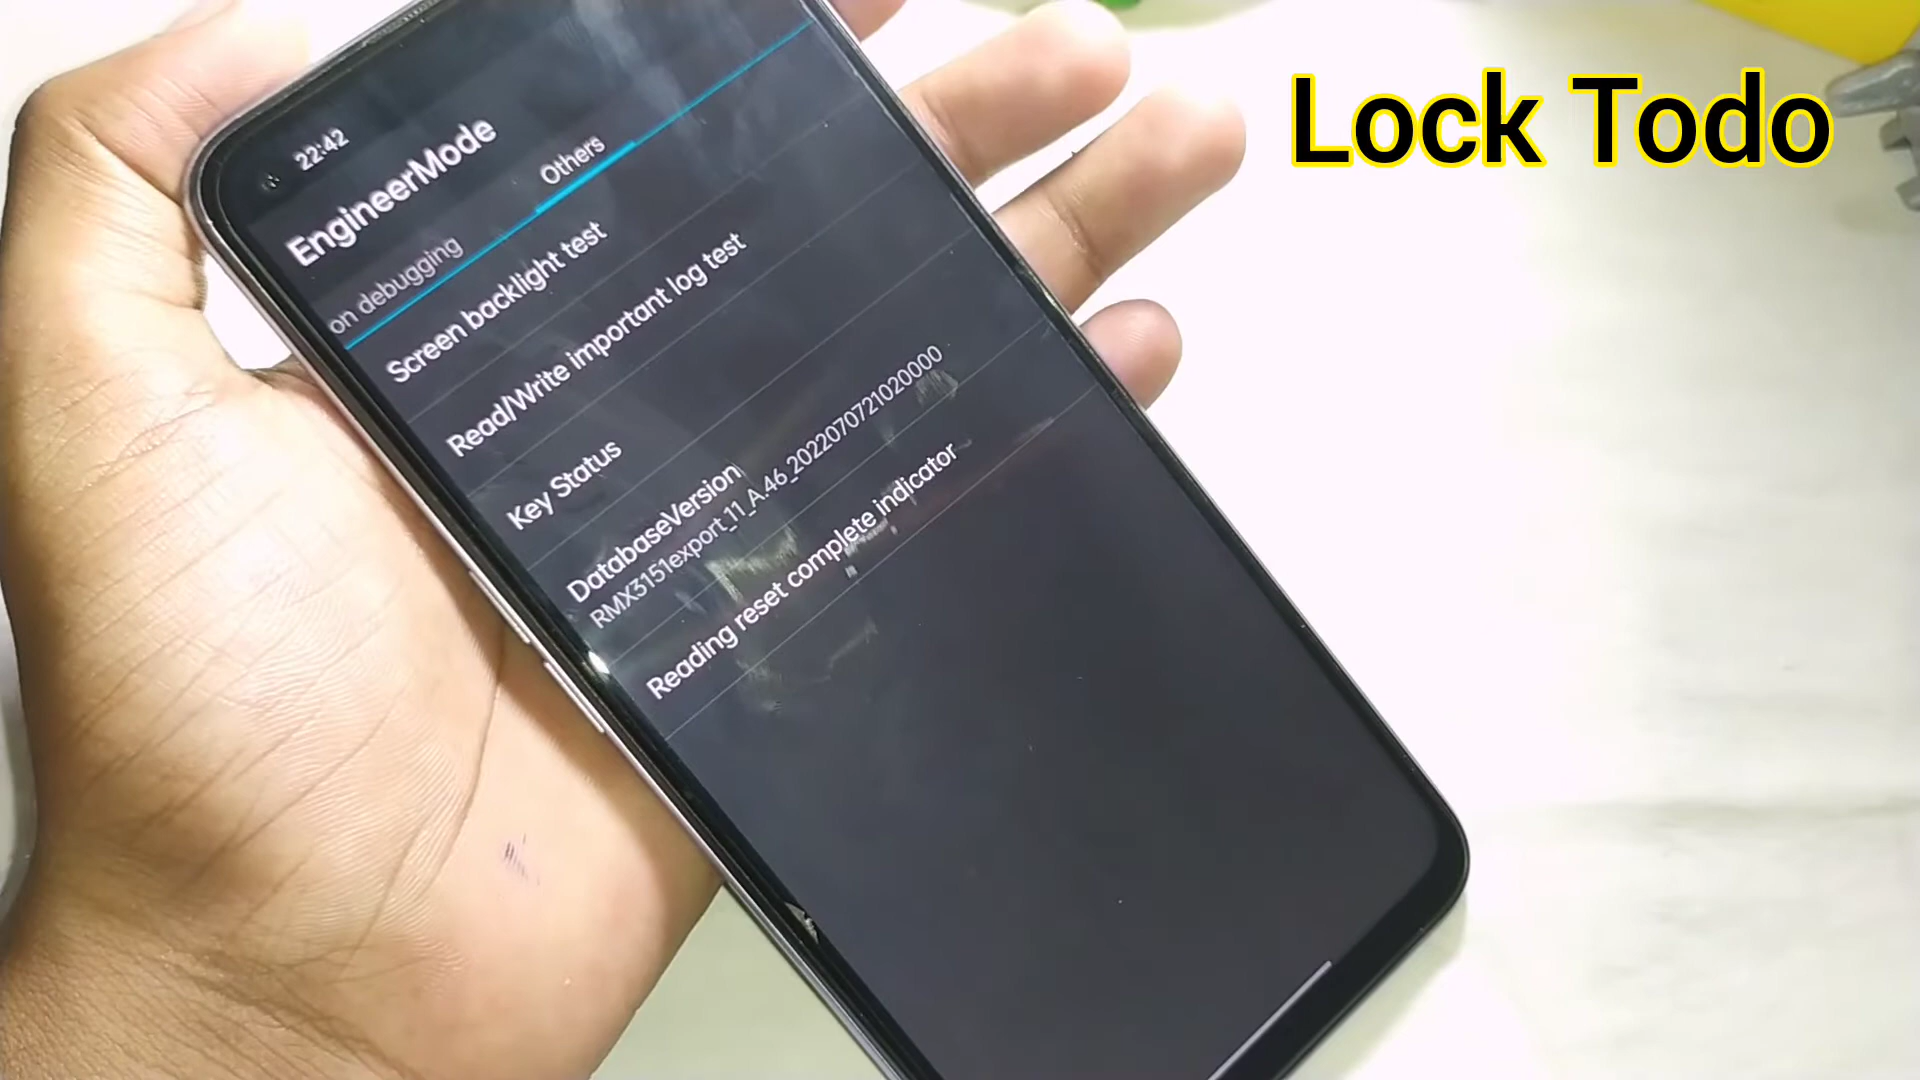 Lock Todo
22:42
EngineerMode
on debugging
Others
Screen backlight test
Read/Write important log test
Key Status
DatabaseVersion
RMX3151export_11_A.46_2022070721020000
Reading reset complete indicator